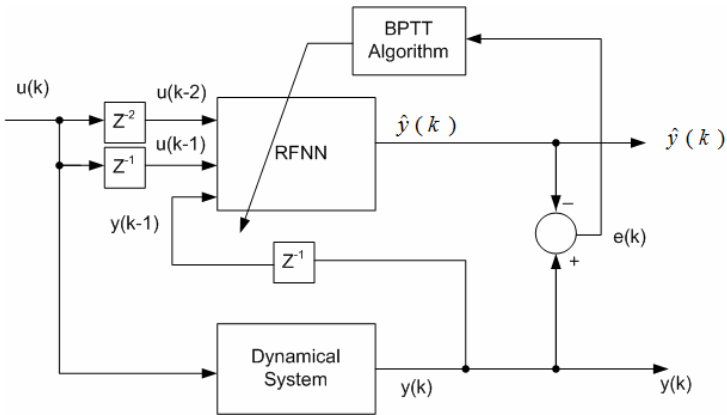 BPTT
Algorithm
u(k)
u(k-2)
Z⁻²
ŷ(k)
ŷ(k)
u(k-1)
RFNN
Z⁻¹
−
y(k-1)
e(k)
+
Z⁻¹
Dynamical
System
y(k)
y(k)